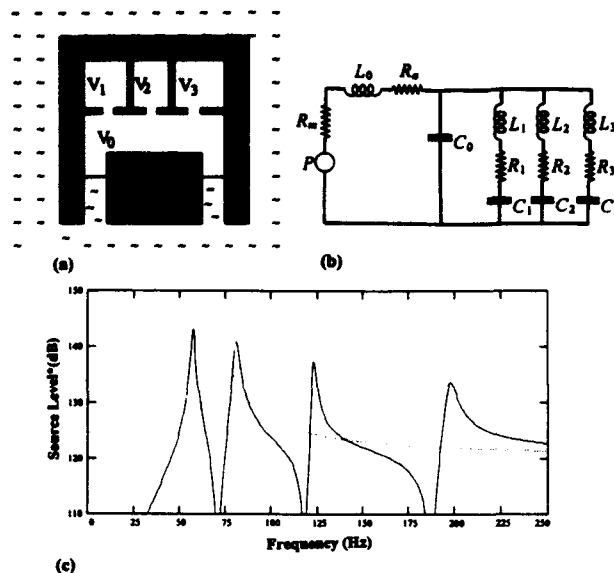 V1 V2 V3
V0
(a)
L0 Ro
Rm
P
C0
L1 L2 L3
R1 R2 R3
C1 C2 C
(b)
150
140
130
120
110
Source Level*(dB)
0 25 50 75 100 125 150 175 200 225 250
Frequency (Hz)
(c)